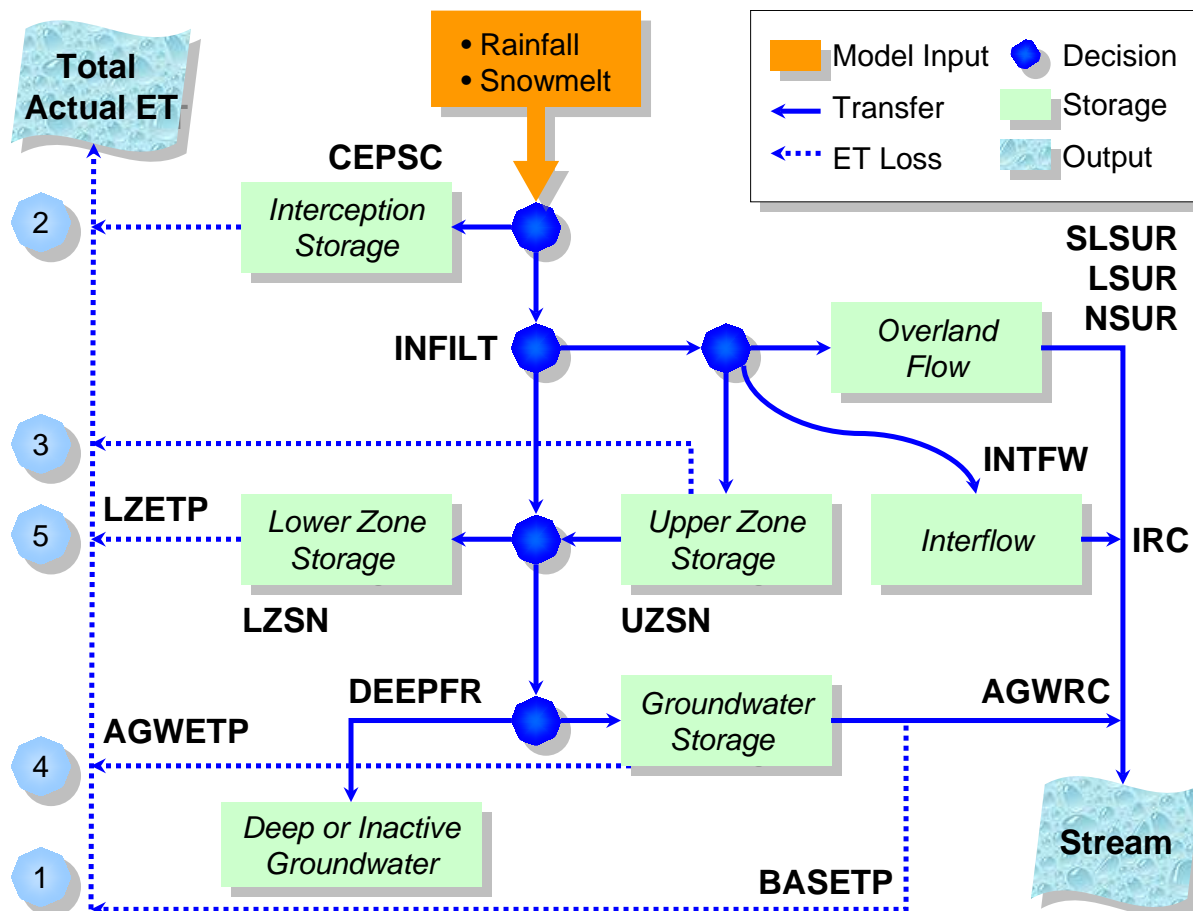 Total
Actual ET
• Rainfall
• Snowmelt
Model Input
Decision
Transfer
Storage
ET Loss
Output
CEPSC
2
Interception
Storage
SLSUR
LSUR
NSUR
INFILT
Overland
Flow
3
INTFW
LZETP
5
Lower Zone
Storage
Upper Zone
Storage
Interflow
IRC
LZSN
UZSN
DEEPFR
Groundwater
Storage
AGWRC
AGWETP
4
Deep or Inactive
Groundwater
Stream
1
BASETP